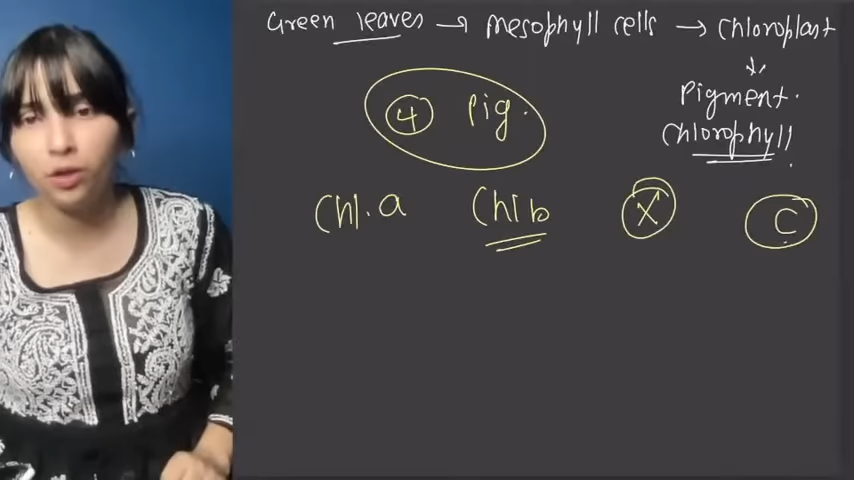 Green leaves → Mesophyll cells → Chloroplast
↓
Pigment.
Chlorophyll.
4 Pig.
Chl. a Chl b X C